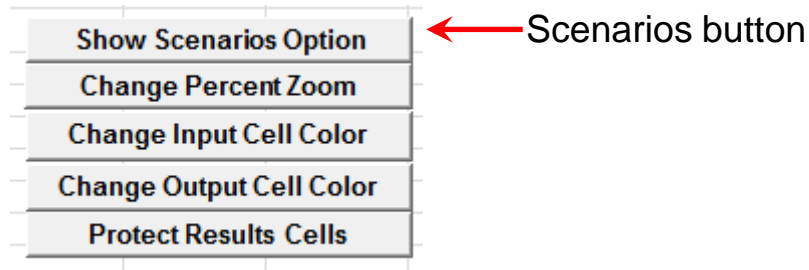 Show Scenarios Option
Scenarios button
Change Percent Zoom
Change Input Cell Color
Change Output Cell Color
Protect Results Cells